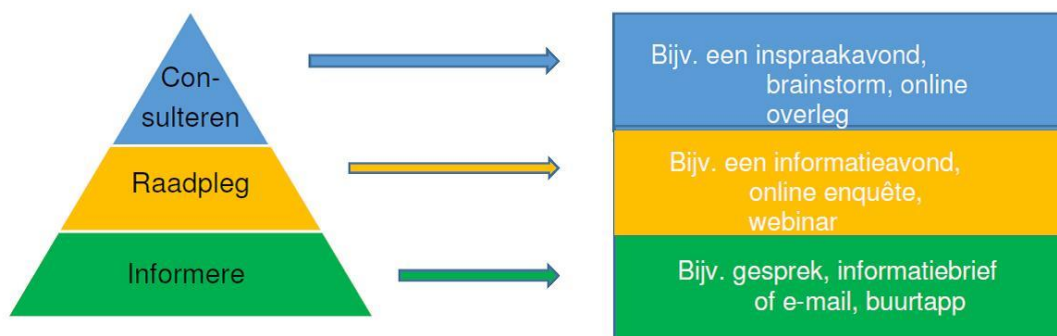 Con-
sulteren
Bijv. een inspraakavond,
brainstorm, online
overleg
Raadpleg
Bijv. een informatieavond,
online enquête,
webinar
Informere
Bijv. gesprek, informatiebrief
of e-mail, buurtapp